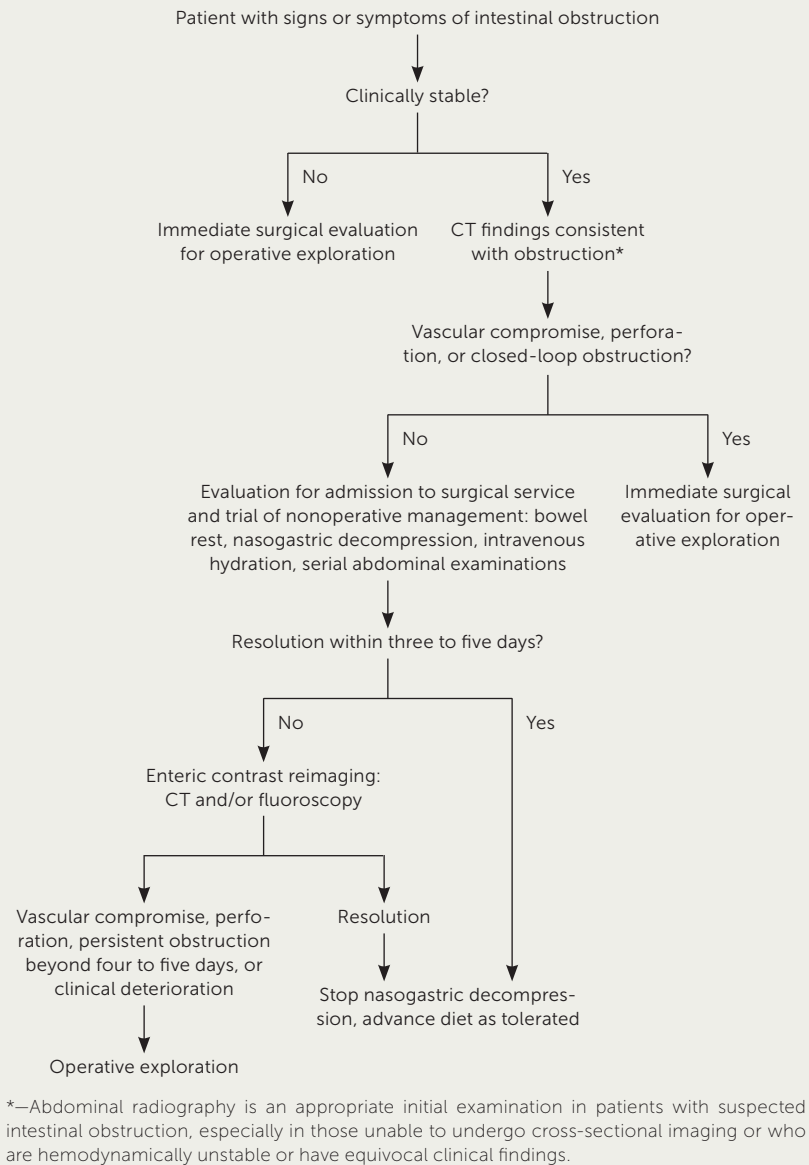 Patient with signs or symptoms of intestinal obstruction
Clinically stable?
No
Yes
Immediate surgical evaluation
for operative exploration
CT findings consistent
with obstruction*
Vascular compromise, perfora-
tion, or closed-loop obstruction?
No
Yes
Evaluation for admission to surgical service
and trial of nonoperative management: bowel
rest, nasogastric decompression, intravenous
hydration, serial abdominal examinations
Immediate surgical
evaluation for oper-
ative exploration
Resolution within three to five days?
No
Yes
Enteric contrast reimaging:
CT and/or fluoroscopy
Vascular compromise, perfo-
ration, persistent obstruction
beyond four to five days, or
clinical deterioration
Resolution
Stop nasogastric decompres-
sion, advance diet as tolerated
Operative exploration
*—Abdominal radiography is an appropriate initial examination in patients with suspected
intestinal obstruction, especially in those unable to undergo cross-sectional imaging or who
are hemodynamically unstable or have equivocal clinical findings.